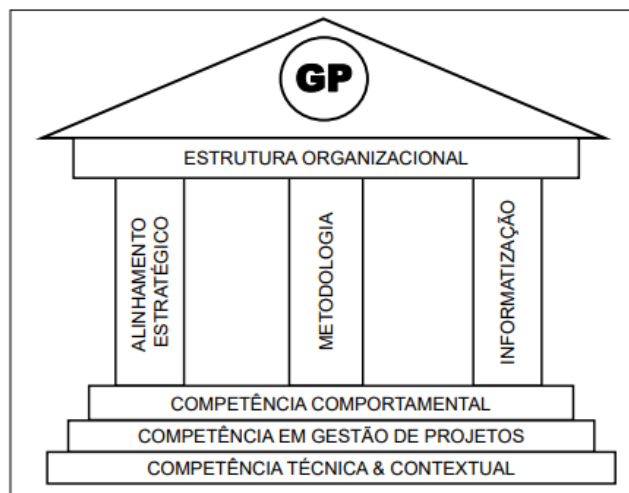 GP
ESTRUTURA ORGANIZACIONAL
ALINHAMENTO
ESTRATÉGICO
METODOLOGIA
INFORMATIZAÇÃO
COMPETÊNCIA COMPORTAMENTAL
COMPETÊNCIA EM GESTÃO DE PROJETOS
COMPETÊNCIA TÉCNICA & CONTEXTUAL